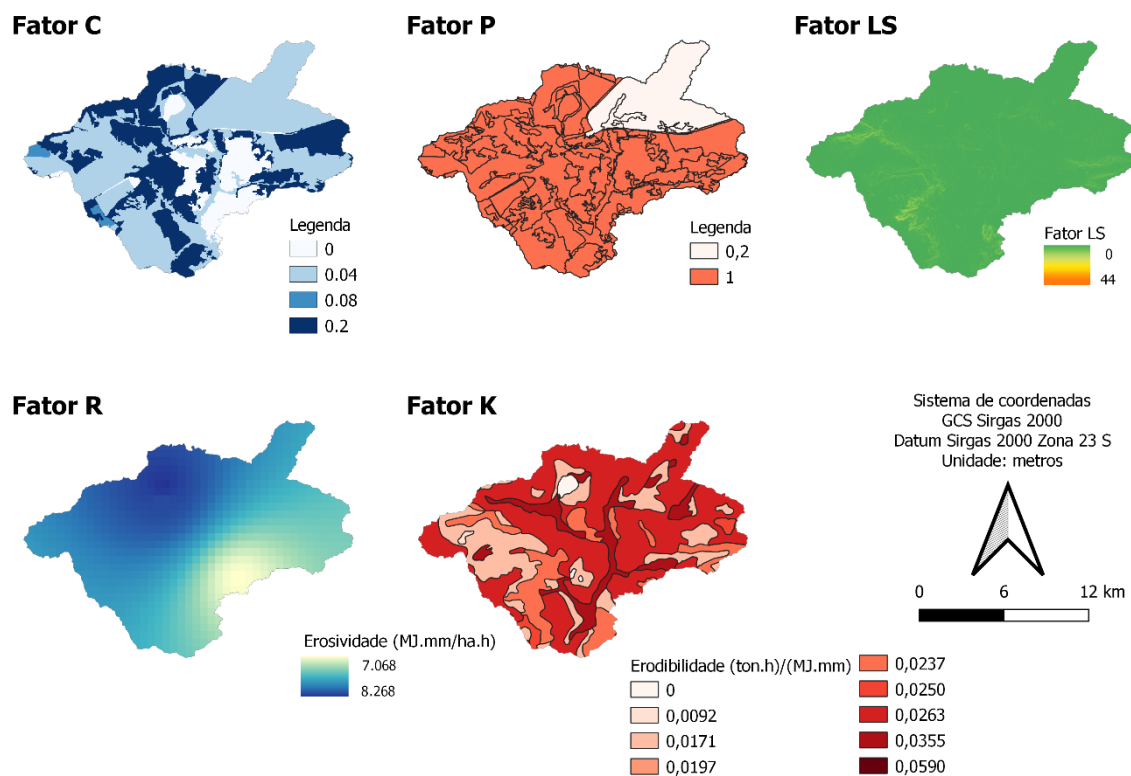 Fator C
Legenda
0
0.04
0.08
0.2
Fator P
Legenda
0,2
1
Fator LS
Fator LS
0
44
Fator R
Erosividade (MJ.mm/ha.h)
7.068
8.268
Fator K
Erodibilidade (ton.h)/(MJ.mm)
0
0,0092
0,0171
0,0197
0,0237
0,0250
0,0263
0,0355
0,0590
Sistema de coordenadas
GCS Sirgas 2000
Datum Sirgas 2000 Zona 23 S
Unidade: metros
0 6 12 km